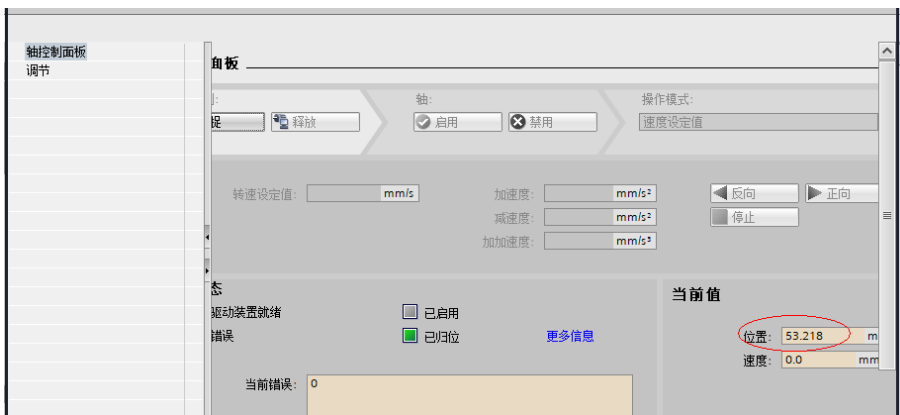 轴控制面板
调节
面板
轴:
操作模式:
释放
启用
禁用
速度设定值
转速设定值:
mm/s
加速度:
mm/s²
反向
正向
减速度:
mm/s²
停止
加加速度:
mm/s³
态
当前值
驱动装置就绪
已启用
错误
已归位
更多信息
位置:
53.218
m
速度:
0.0
mm
当前错误:
0